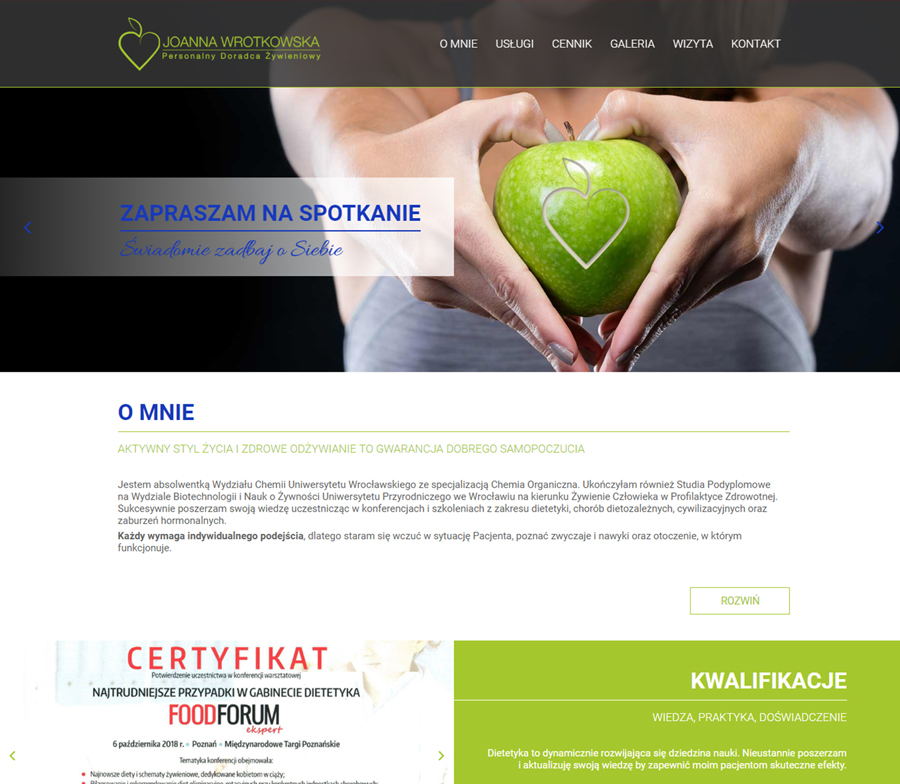 JOANNA WROTKOWSKA
Personalny Doradca Żywieniowy
O MNIE USŁUGI CENNIK GALERIA WIZYTA KONTAKT
ZAPRASZAM NA SPOTKANIE
Świadomie zadbaj o Siebie
O MNIE
AKTYWNY STYL ŻYCIA I ZDROWE ODŻYWIANIE TO GWARANCJA DOBREGO SAMOPOCZUCIA
Jestem absolwentką Wydziału Chemii Uniwersytetu Wrocławskiego ze specjalizacją Chemia Organiczna. Ukończyłam również Studia Podyplomowe
na Wydziale Biotechnologii i Nauk o Żywności Uniwersytetu Przyrodniczego we Wrocławiu na kierunku Żywienie Człowieka w Profilaktyce Zdrowotnej.
Sukcesywnie poszerzam swoją wiedzę uczestnicząc w konferencjach i szkoleniach z zakresu dietetyki, chorób dietozależnych, cywilizacyjnych oraz
zaburzeń hormonalnych.
Każdy wymaga indywidualnego podejścia, dlatego staram się wczuć w sytuację Pacjenta, poznać zwyczaje i nawyki oraz otoczenie, w którym
funkcjonuje.
ROZWIŃ
CERTYFIKAT
Potwierdzenie uczestnictwa w konferencji warsztatowej
NAJTRUDNIEJSZE PRZYPADKI W GABINECIE DIETETYKA
FOODFORUM
ekspert
6 października 2018 r. • Poznań • Międzynarodowe Targi Poznańskie
Tematyka konferencji obejmowała:
• Najnowsze diety i schematy żywieniowe, dedykowane kobietom w ciąży;
KWALIFIKACJE
WIEDZA, PRAKTYKA, DOŚWIADCZENIE
Dietetyka to dynamicznie rozwijająca się dziedzina nauki. Nieustannie poszerzam
i aktualizuję swoją wiedzę by zapewnić moim pacjentom skuteczne efekty.